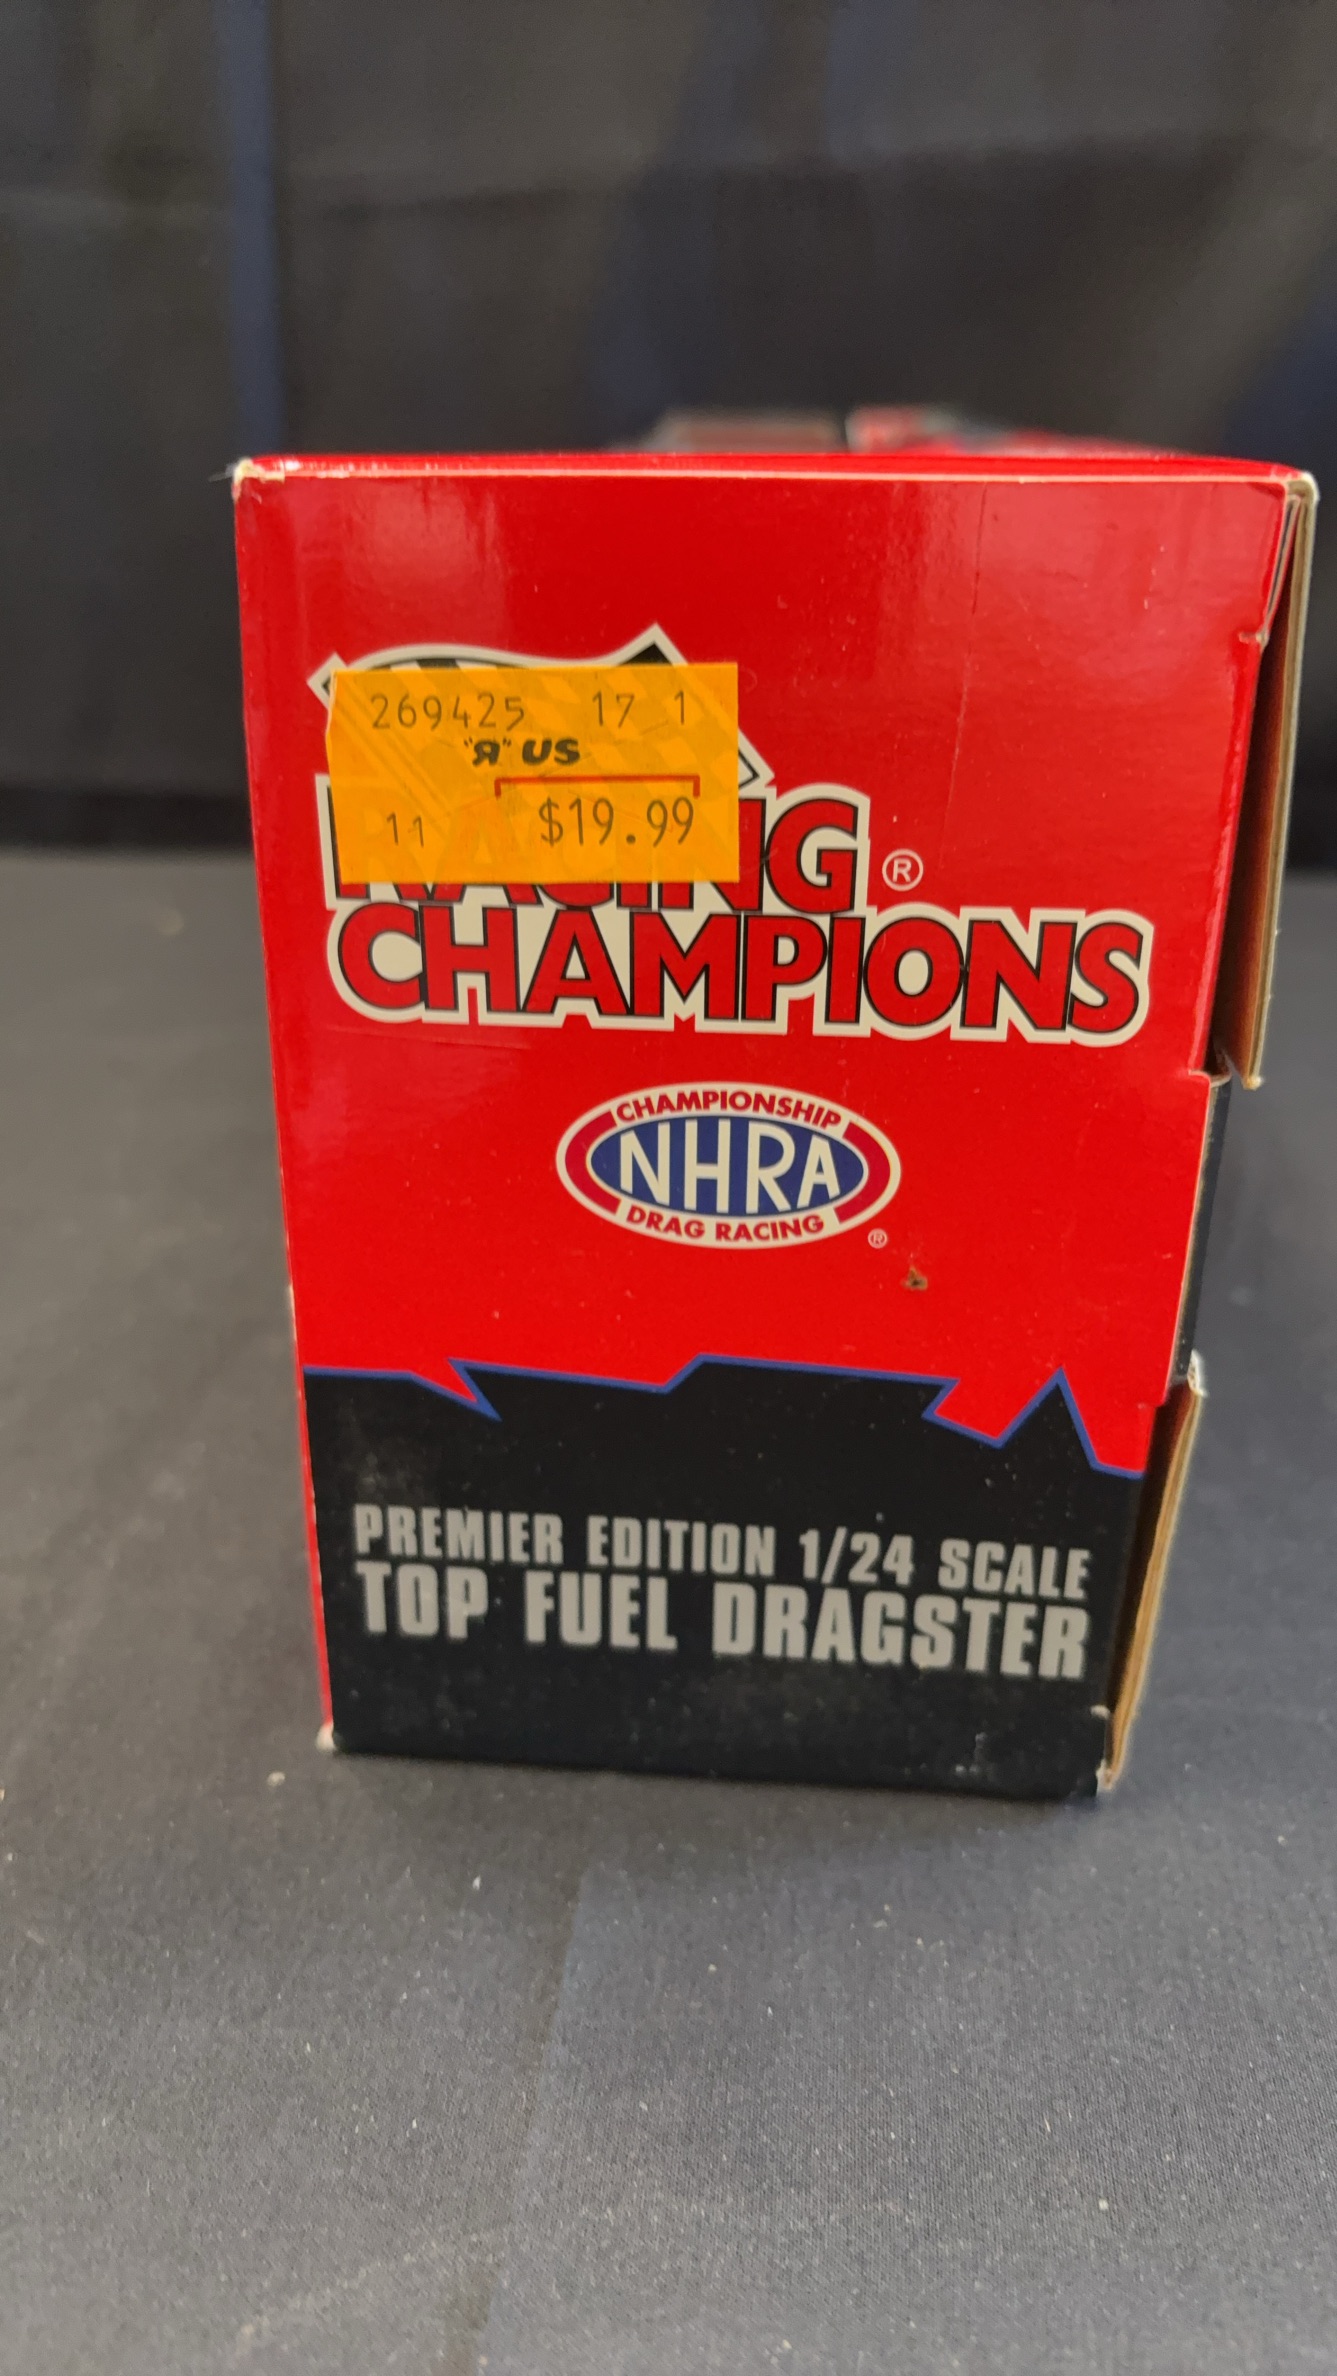 269425 17 1
"Я" US
11 $19.99
RACING ®
CHAMPIONS
CHAMPIONSHIP
NHRA
DRAG RACING ®
PREMIER EDITION 1/24 SCALE
TOP FUEL DRAGSTER